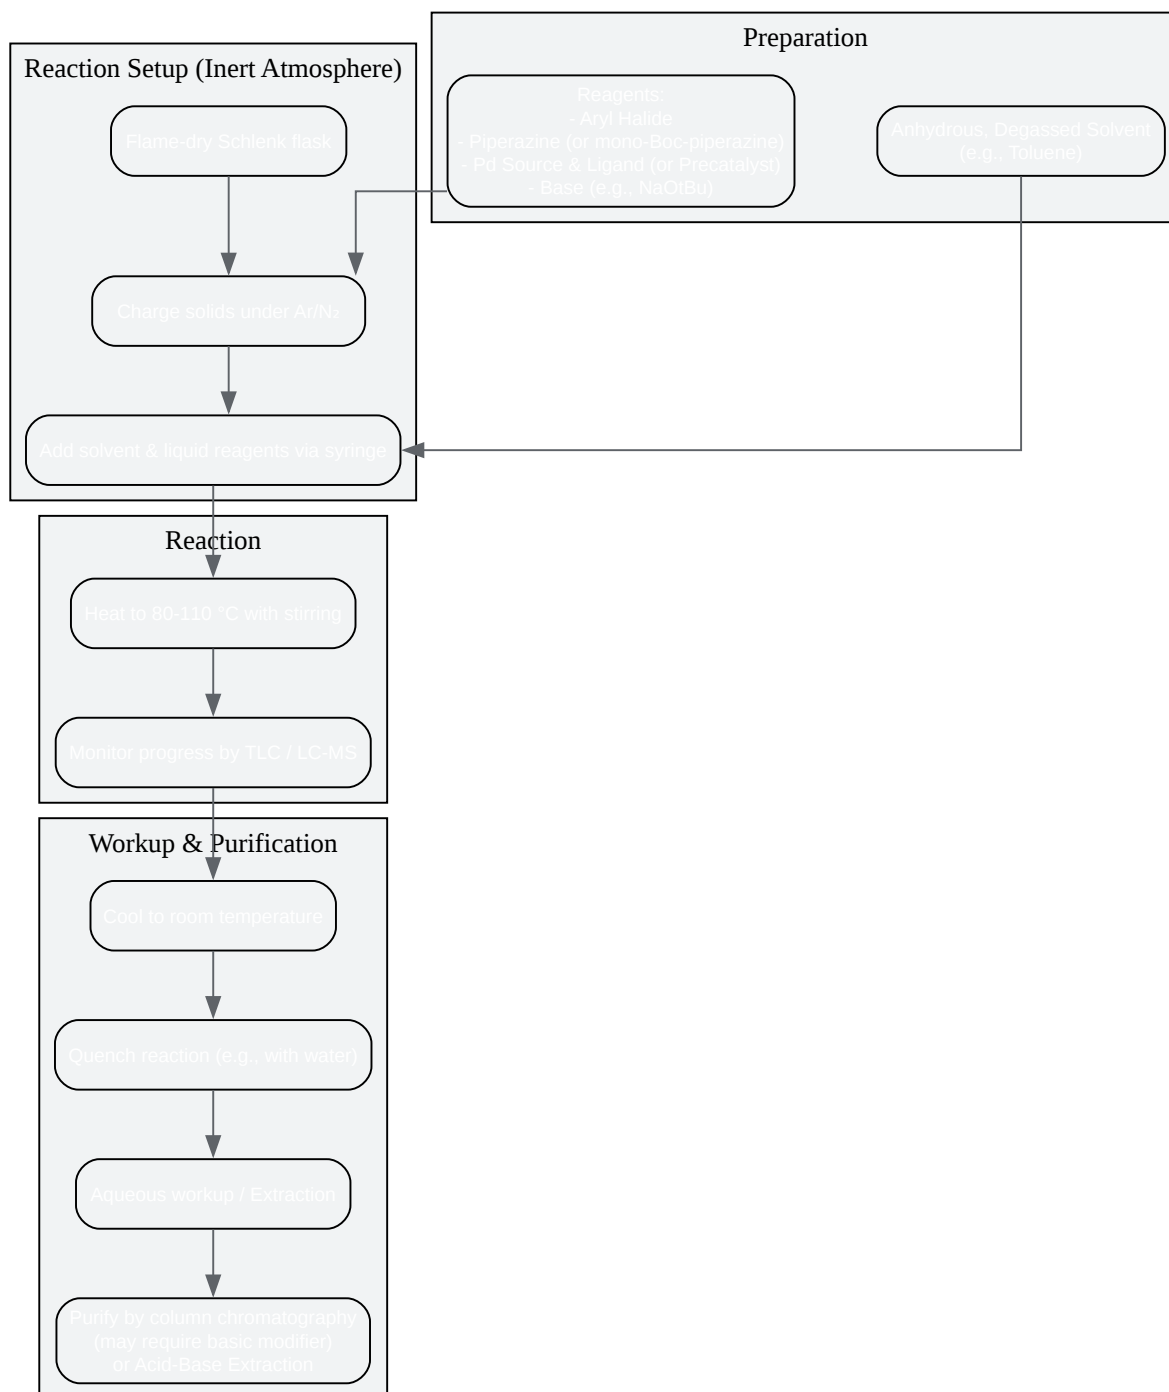 Preparation
Reagents:
- Aryl Halide
- Piperazine (or mono-Boc-piperazine)
- Pd Source & Ligand (or Precatalyst)
- Base (e.g., NaOtBu)
Anhydrous, Degassed Solvent
(e.g., Toluene)
Reaction Setup (Inert Atmosphere)
Flame-dry Schlenk flask
Charge solids under Ar/N₂
Add solvent & liquid reagents via syringe
Reaction
Heat to 80-110 °C with stirring
Monitor progress by TLC / LC-MS
Workup & Purification
Cool to room temperature
Quench reaction (e.g., with water)
Aqueous workup / Extraction
Purify by column chromatography
(may require basic modifier)
or Acid-Base Extraction